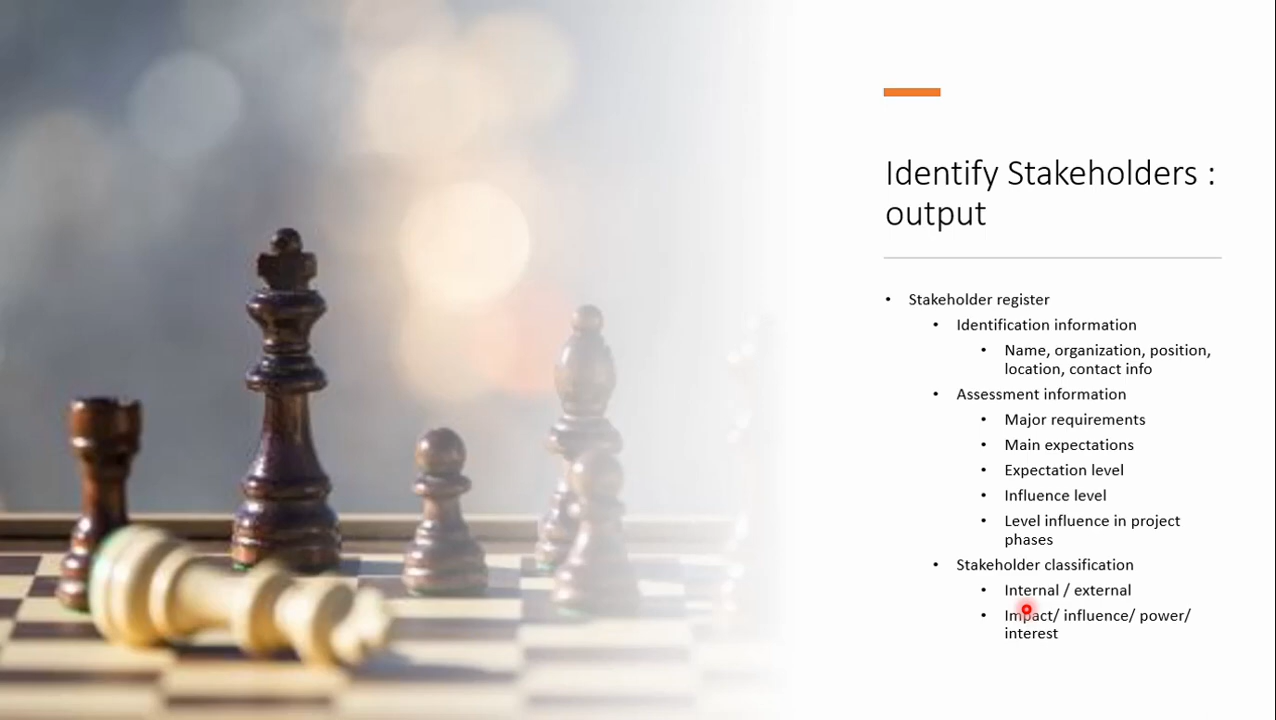 Identify Stakeholders :
output
• Stakeholder register
• Identification information
• Name, organization, position,
location, contact info
• Assessment information
• Major requirements
• Main expectations
• Expectation level
• Influence level
• Level influence in project
phases
• Stakeholder classification
• Internal / external
• Impact/ influence/ power/
interest